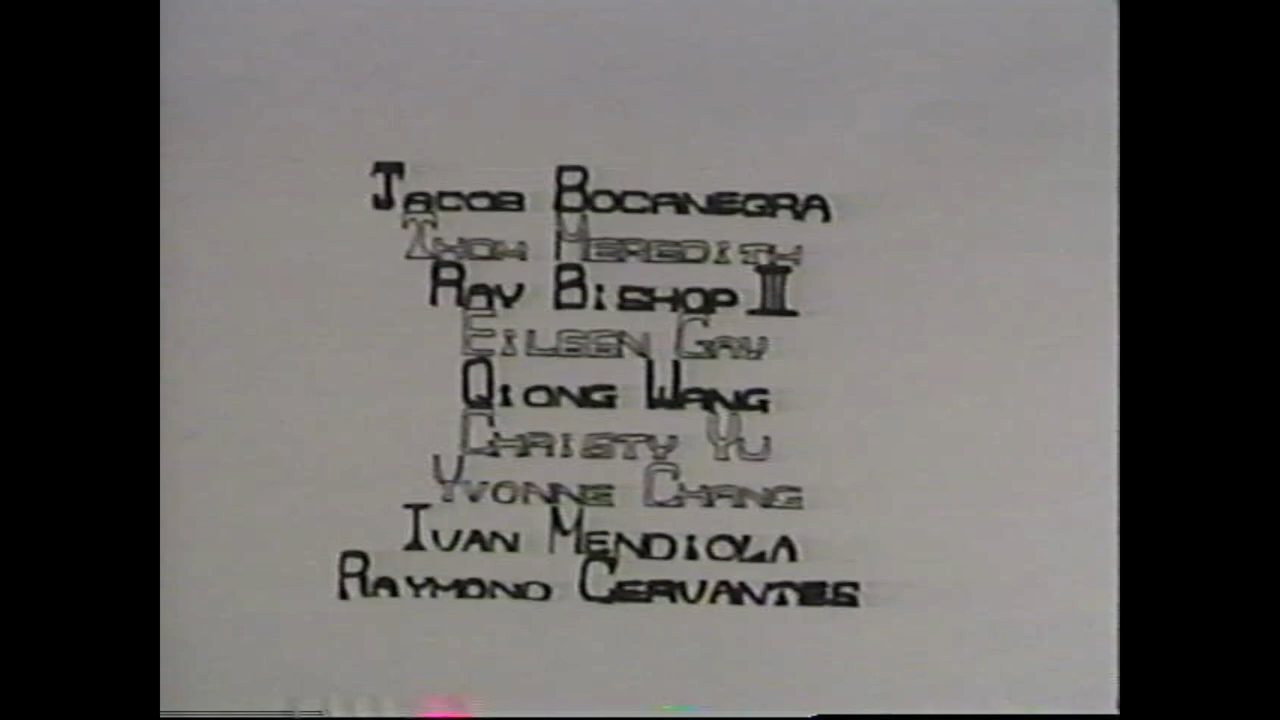 Jacob Bocanegra
Thom Meredith
Ray Bishop III
Eileen Gay
Qiong Wang
Christy Yu
Yvonne Chang
Ivan Mendiola
Raymond Cervantes